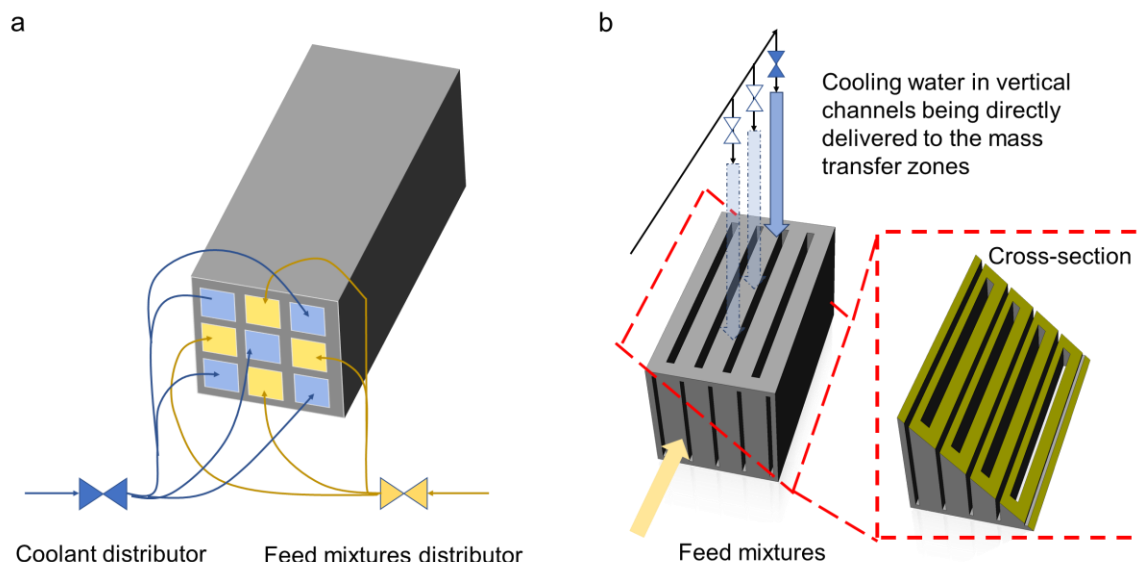 a
Coolant distributor
Feed mixtures distributor
b
Cooling water in vertical
channels being directly
delivered to the mass
transfer zones
Cross-section
Feed mixtures